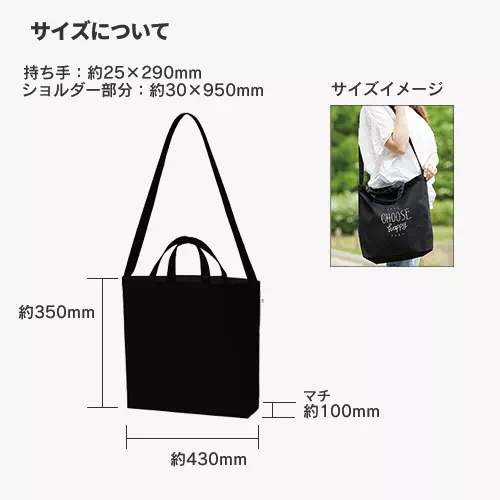 サイズについて
持ち手：約25×290mm
ショルダー部分：約30×950mm
サイズイメージ
CHOOSE
happy
約350mm
マチ
約100mm
約430mm